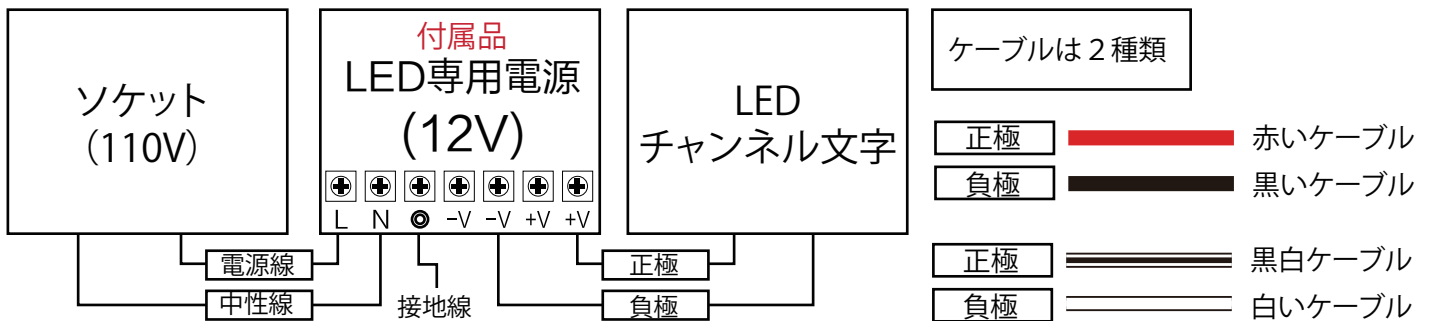 ソケット
(110V)
付属品
LED専用電源
(12V)
L N -V -V +V +V
LED
チャンネル文字
電源線
中性線
接地線
正極
負極
ケーブルは2種類
正極 赤いケーブル
負極 黒いケーブル
正極 黒白ケーブル
負極 白いケーブル